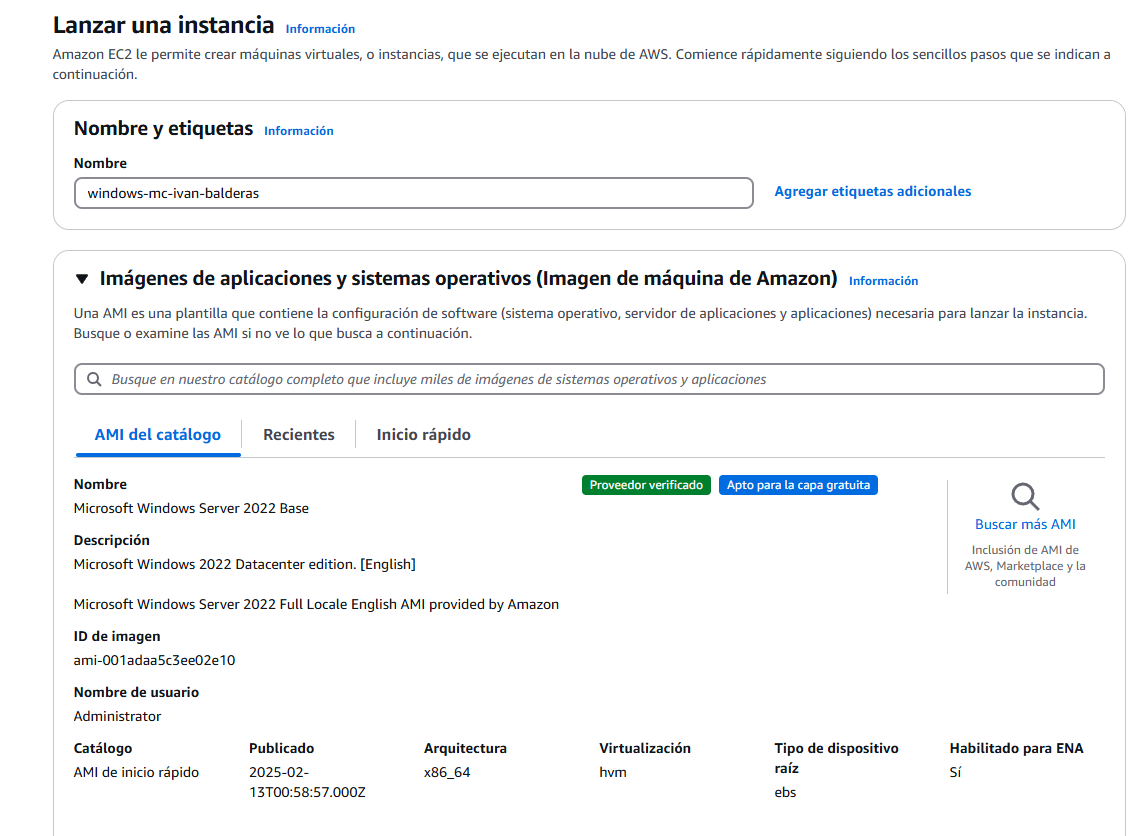 Lanzar una instancia Información
Amazon EC2 le permite crear máquinas virtuales, o instancias, que se ejecutan en la nube de AWS. Comience rápidamente siguiendo los sencillos pasos que se indican a
continuación.
Nombre y etiquetas Información
Nombre
windows-mc-ivan-balderas
Agregar etiquetas adicionales
Imágenes de aplicaciones y sistemas operativos (Imagen de máquina de Amazon) Información
Una AMI es una plantilla que contiene la configuración de software (sistema operativo, servidor de aplicaciones y aplicaciones) necesaria para lanzar la instancia.
Busque o examine las AMI si no ve lo que busca a continuación.
Busque en nuestro catálogo completo que incluye miles de imágenes de sistemas operativos y aplicaciones
AMI del catálogo Recientes Inicio rápido
Nombre
Microsoft Windows Server 2022 Base
Proveedor verificado Apto para la capa gratuita
Descripción
Microsoft Windows 2022 Datacenter edition. [English]
Microsoft Windows Server 2022 Full Locale English AMI provided by Amazon
ID de imagen
ami-001adaa5c3ee02e10
Nombre de usuario
Administrator
Buscar más AMI
Inclusión de AMI de
AWS, Marketplace y la
comunidad
Catálogo
AMI de inicio rápido
Publicado
2025-02-
13T00:58:57.000Z
Arquitectura
x86_64
Virtualización
hvm
Tipo de dispositivo
raíz
ebs
Habilitado para ENA
Sí